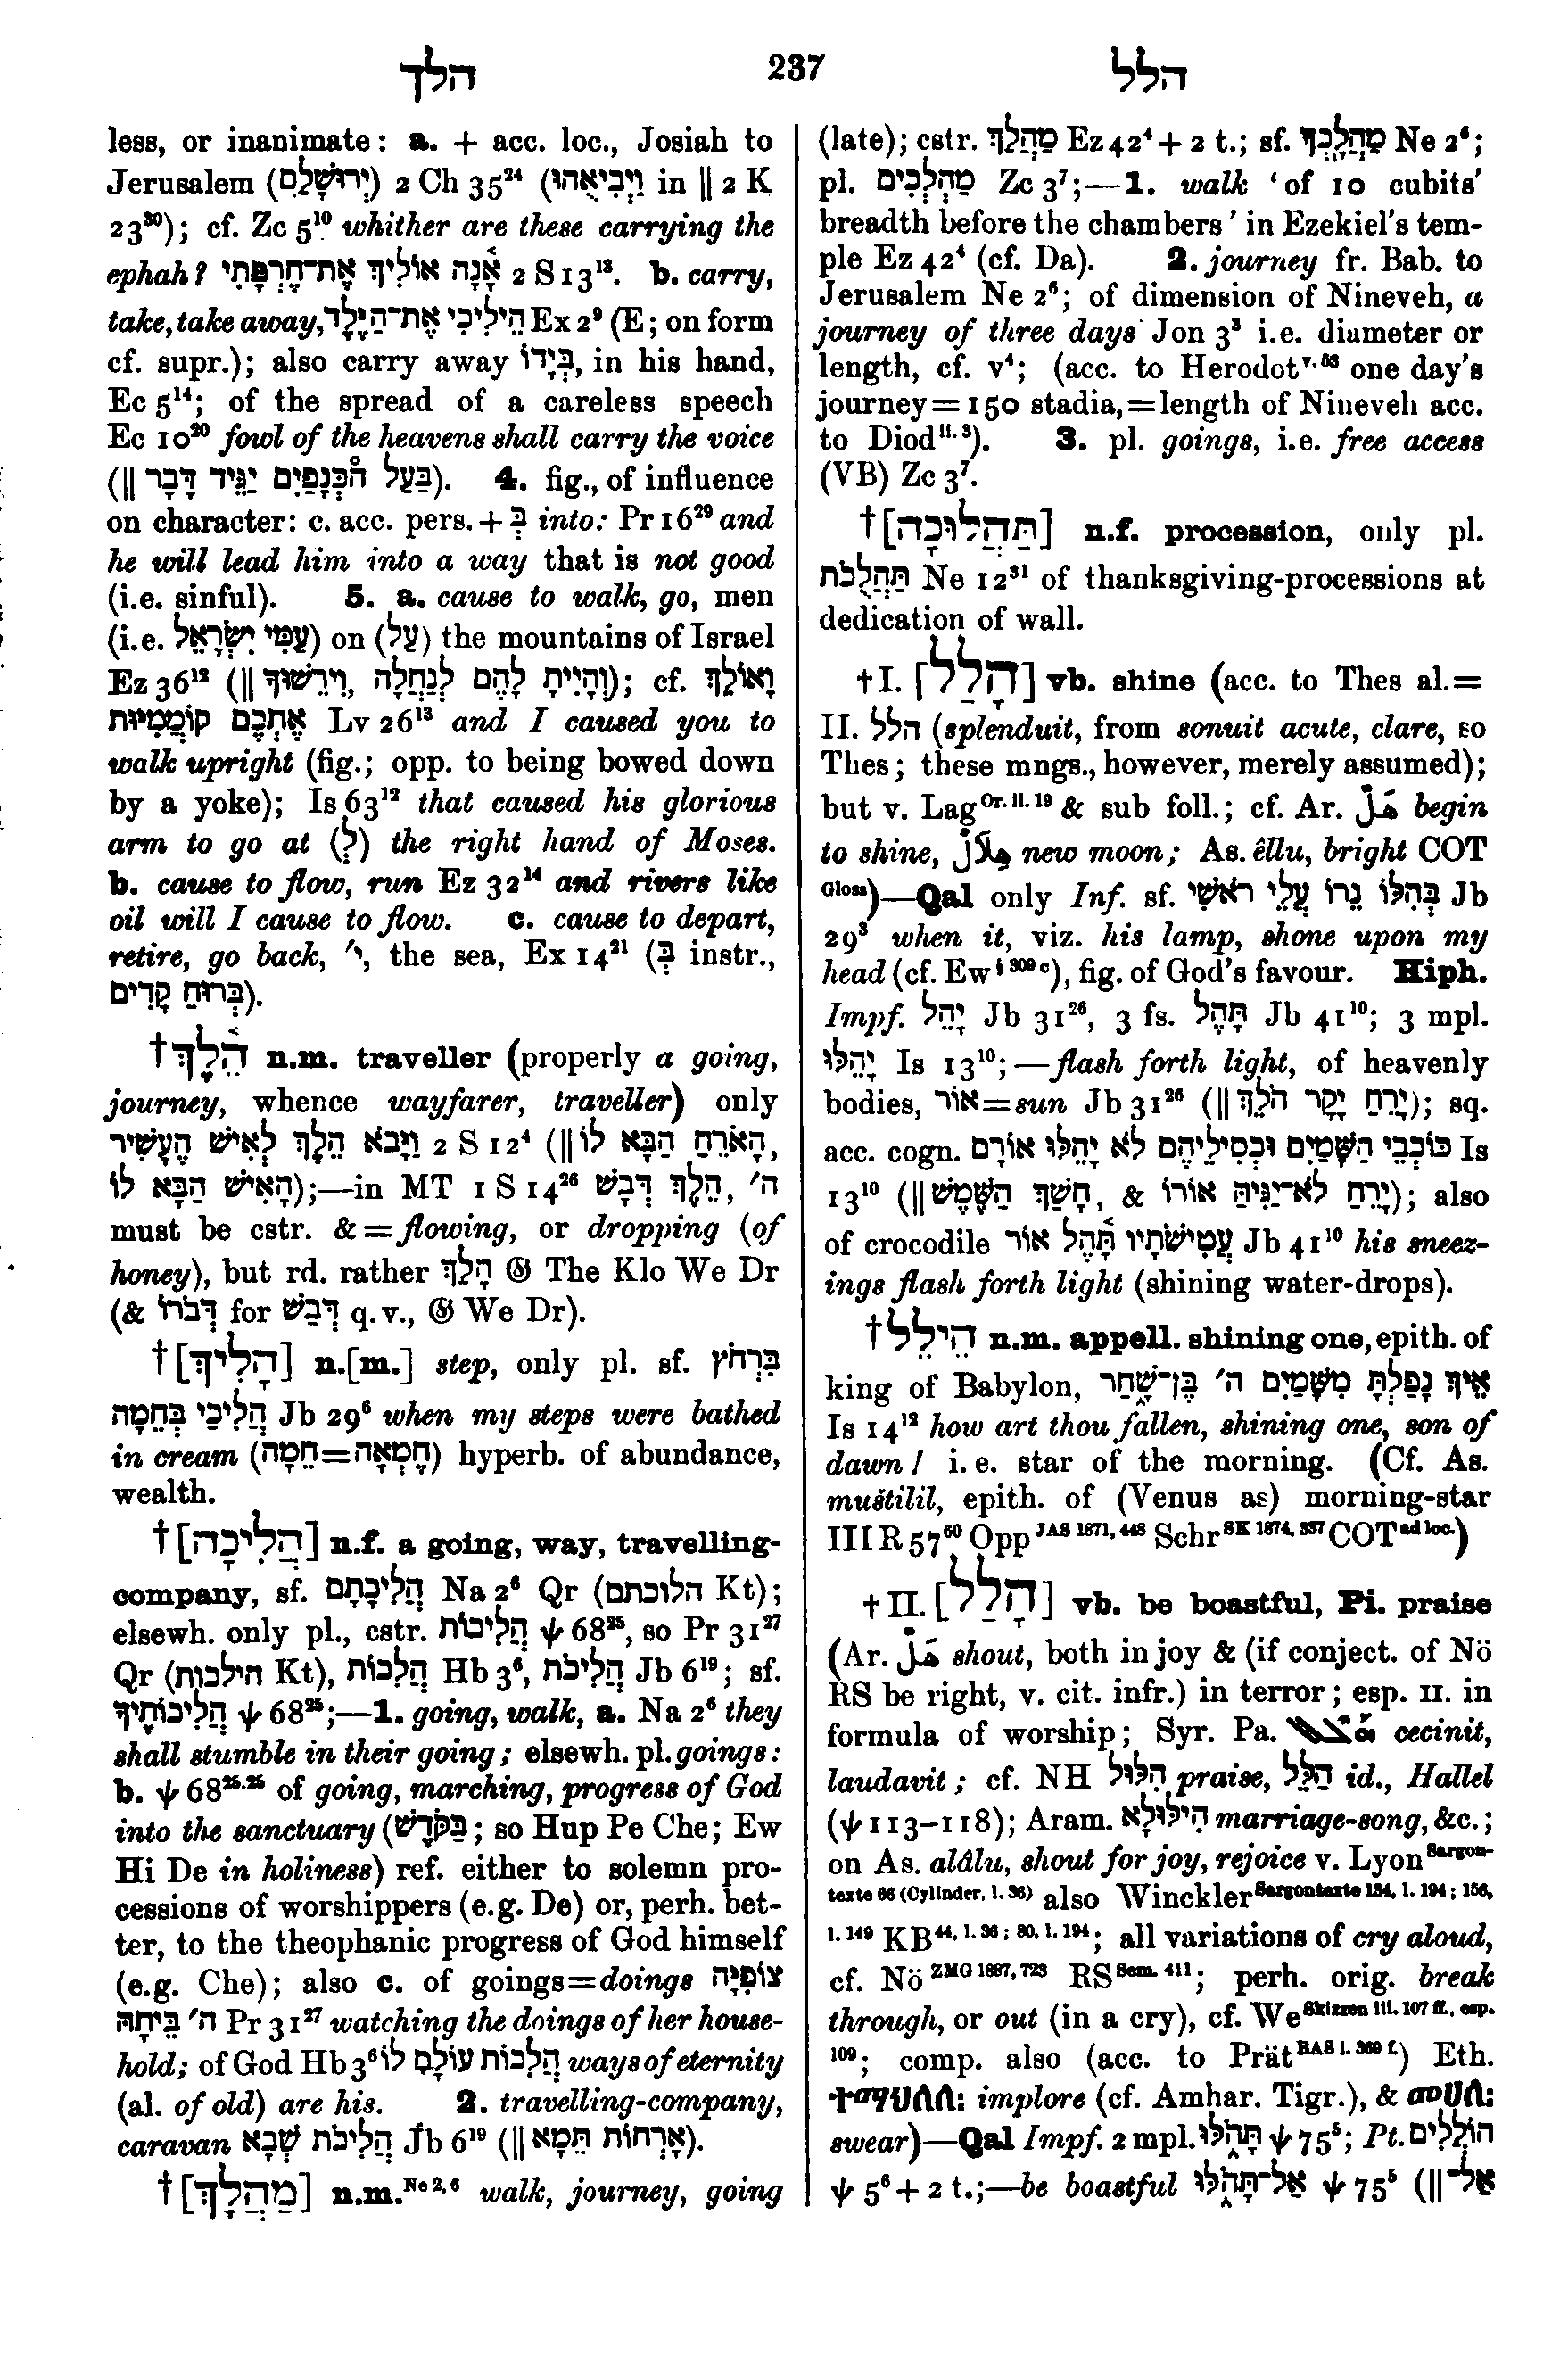 הלך 237 הלל
less, or inanimate: a. + acc. loc., Josiah to
Jerusalem (יְרוּשָׁלִַם) 2 Ch 35²⁴ (וַיְבִיאֻהוּ in || 2 K
23³⁰); cf. Zc 5¹⁰ whither are these carrying the
ephah? אָ֫נָה אוֹלִיךְ אֶת־חֶרְפָּתִי 2 S 13¹³. b. carry,
take, take away, הֵילִיכִי אֶת־הַיֶּלֶד Ex 2⁹ (E; on form
cf. supr.); also carry away בְּיָדוֹ, in his hand,
Ec 5¹⁴; of the spread of a careless speech
Ec 10²⁰ fowl of the heavens shall carry the voice
(|| בַּעַל הַכְּנָפַיִם יַגֵּיד דָּבָר). 4. fig., of influence
on character: c. acc. pers. + בְּ into: Pr 16²⁹ and
he will lead him into a way that is not good
(i.e. sinful). 5. a. cause to walk, go, men
(i.e. עַמִּי יִשְׂרָאֵל) on (עַל) the mountains of Israel
Ez 36¹² (|| וִירֵשׁוּךָ, וְהָיִיתָ לָהֶם לְנַחֲלָה); cf. וָאוֹלֵךְ
אֶתְכֶם קוֹמֲמִיּוּת Lv 26¹³ and I caused you to
walk upright (fig.; opp. to being bowed down
by a yoke); Is 63¹² that caused his glorious
arm to go at (לְ) the right hand of Moses.
b. cause to flow, run Ez 32¹⁴ and rivers like
oil will I cause to flow. c. cause to depart,
retire, go back, י׳, the sea, Ex 14²¹ (בְּ instr.,
בְּרוּחַ קָדִים).
†הֵ֫לֶךְ n.m. traveller (properly a going,
journey, whence wayfarer, traveller) only
וַיָּבֹא הֵלֶךְ לְאִישׁ הֶעָשִׁיר 2 S 12⁴ (|| הָאֹרֵחַ הַבָּא לוֹ,
הָאִישׁ הַבָּא לוֹ);—in MT 1 S 14²⁶ הֵלֶךְ דְּבָשׁ, ה׳
must be cstr. & = flowing, or dropping (of
honey), but rd. rather הָלַךְ 𝔊 The Klo We Dr
(& דְּבֹרוֹ for דְּבַשׁ q.v., 𝔊 We Dr).
†[הָלִיךְ] n.[m.] step, only pl. sf. בִּרְחֹץ
הֲלִיכַי בְּחֵמָה Jb 29⁶ when my steps were bathed
in cream (חֵמָה=חֶמְאָה) hyperb. of abundance,
wealth.
†[הֲלִיכָה] n.f. a going, way, travelling-
company, sf. הֲלִיכָתָם Na 2⁶ Qr (הלוכתם Kt);
elsewh. only pl., cstr. הֲלִיכוֹת ψ 68²⁵, so Pr 31²⁷
Qr (הילכות Kt), הֲלִכוֹת Hb 3⁶, הֲלִיכֹת Jb 6¹⁹; sf.
הֲלִיכוֹתֶיךָ ψ 68²⁵;—1. going, walk, a. Na 2⁶ they
shall stumble in their going; elsewh. pl. goings:
b. ψ 68²⁵·²⁵ of going, marching, progress of God
into the sanctuary (בַּקֹּדֶשׁ; so Hup Pe Che; Ew
Hi De in holiness) ref. either to solemn pro-
cessions of worshippers (e.g. De) or, perh. bet-
ter, to the theophanic progress of God himself
(e.g. Che); also c. of goings=doings צוֹפִיָּה
ה׳ בֵּיתָהּ Pr 31²⁷ watching the doings of her house-
hold; of God Hb 3⁶ הֲלִכוֹת עוֹלָם לוֹ ways of eternity
(al. of old) are his. 2. travelling-company,
caravan הֲלִיכֹת שְׁבָא Jb 6¹⁹ (|| אָרְחוֹת תֵּמָא).
†[מַהֲלָךְ] n.m. Ne 2, 6 walk, journey, going
(late); cstr. מַהֲלַךְ Ez 42⁴ + 2 t.; sf. מַהֲלָכְךָ Ne 2⁶;
pl. מַהְלְכִים Zc 3⁷;—1. walk ‘of 10 cubits’
breadth before the chambers’ in Ezekiel's tem-
ple Ez 42⁴ (cf. Da). 2. journey fr. Bab. to
Jerusalem Ne 2⁶; of dimension of Nineveh, a
journey of three days Jon 3³ i.e. diameter or
length, cf. v⁴; (acc. to Herodot v. 53 one day's
journey=150 stadia,=length of Nineveh acc.
to Diod ii. 3). 3. pl. goings, i.e. free access
(VB) Zc 3⁷.
†[תַּהֲלוּכָה] n.f. procession, only pl.
תַּהֲלֻכֹת Ne 12³¹ of thanksgiving-processions at
dedication of wall.
†I. [הָלַל] vb. shine (acc. to Thes al.=
II. הלל (splenduit, from sonuit acute, clare, so
Thes; these mngs., however, merely assumed);
but v. Lag Or. ii. 19 & sub foll.; cf. Ar. هَلَّ begin
to shine, هِلَالٌ new moon; As. êllu, bright COT
Gloss)—Qal only Inf. sf. בְּהִלּוֹ נֵרוֹ עֲלֵי רֹאשִׁי Jb
29³ when it, viz. his lamp, shone upon my
head (cf. Ew § 309 c), fig. of God's favour. Hiph.
Impf. יָהֵל Jb 31²⁶, 3 fs. תָּהֶל Jb 41¹⁰; 3 mpl.
יָהֵלּוּ Is 13¹⁰;—flash forth light, of heavenly
bodies, אוֹר=sun Jb 31²⁶ (|| יָרֵחַ יָקָר הֹלֵךְ); sq.
acc. cogn. כּוֹכְבֵי הַשָּׁמַיִם וּכְסִילֵיהֶם לֹא יָהֵלּוּ אוֹרָם Is
13¹⁰ (|| חָשַׁךְ הַשֶּׁמֶשׁ, & יָרֵחַ לֹא־יַגִּיהַּ אוֹרוֹ); also
of crocodile עֲטִישֹׁתָיו תָּ֫הֶל אוֹר Jb 41¹⁰ his sneez-
ings flash forth light (shining water-drops).
†הֵילֵל n.m. appell. shining one, epith. of
king of Babylon, אֵיךְ נָפַלְתָּ מִשָּׁמַיִם ה׳ בֶּן־שָׁחַר
Is 14¹² how art thou fallen, shining one, son of
dawn! i.e. star of the morning. (Cf. As.
muštilil, epith. of (Venus as) morning-star
III R 57⁶⁰ Opp JAS 1871, 448 Schr SK 1874, 337 COT ad loc.)
†II. [הָלַל] vb. be boastful, Pi. praise
(Ar. هَلَّ shout, both in joy & (if conject. of Nö
RS be right, v. cit. infr.) in terror; esp. II. in
formula of worship; Syr. Pa. cecinit,
laudavit; cf. NH הִלּוּל praise, הַלֵּל id., Hallel
(ψ 113–118); Aram. הִילּוּלָא marriage-song, &c.;
on As. alâlu, shout for joy, rejoice v. Lyon Sargon-
texte 66 (Cylinder, l. 36) also Winckler Sargontexte 134, l. 194; 156,
l. 149 KB 44, l. 36; 80, l. 194; all variations of cry aloud,
cf. Nö ZMG 1887, 723 RS Sem. 411; perh. orig. break
through, or out (in a cry), cf. We Skizzen iii. 107 ff., esp.
109; comp. also (acc. to Prät BAS i. 369 f.) Eth.
ተማህለለ: implore (cf. Amhar. Tigr.), & መሀለ:
swear)—Qal Impf. 2 mpl. תָּהֹלּוּ ψ 75⁵; Pt. הוֹלְלִים
ψ 5⁶ + 2 t.;—be boastful אַל־תָּהֹלּוּ ψ 75⁵ (|| אַל־